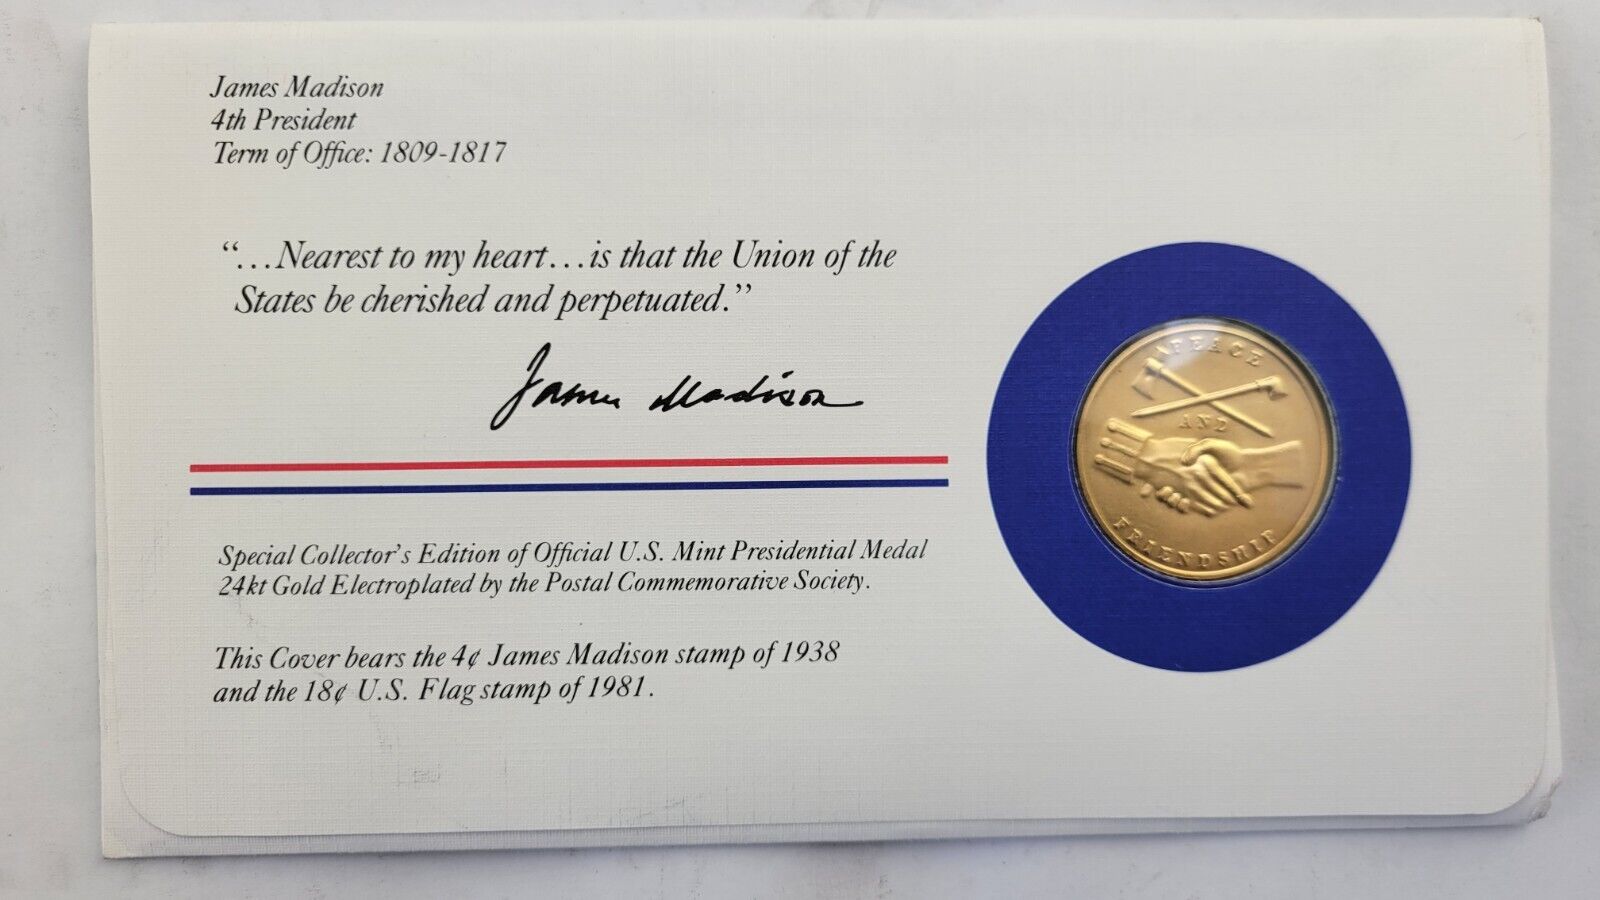 James Madison
4th President
Term of Office: 1809-1817
“...Nearest to my heart...is that the Union of the
States be cherished and perpetuated.”
James Madison
Special Collector's Edition of Official U.S. Mint Presidential Medal
24kt Gold Electroplated by the Postal Commemorative Society.
This Cover bears the 4¢ James Madison stamp of 1938
and the 18¢ U.S. Flag stamp of 1981.
PEACE
AND
FRIENDSHIP